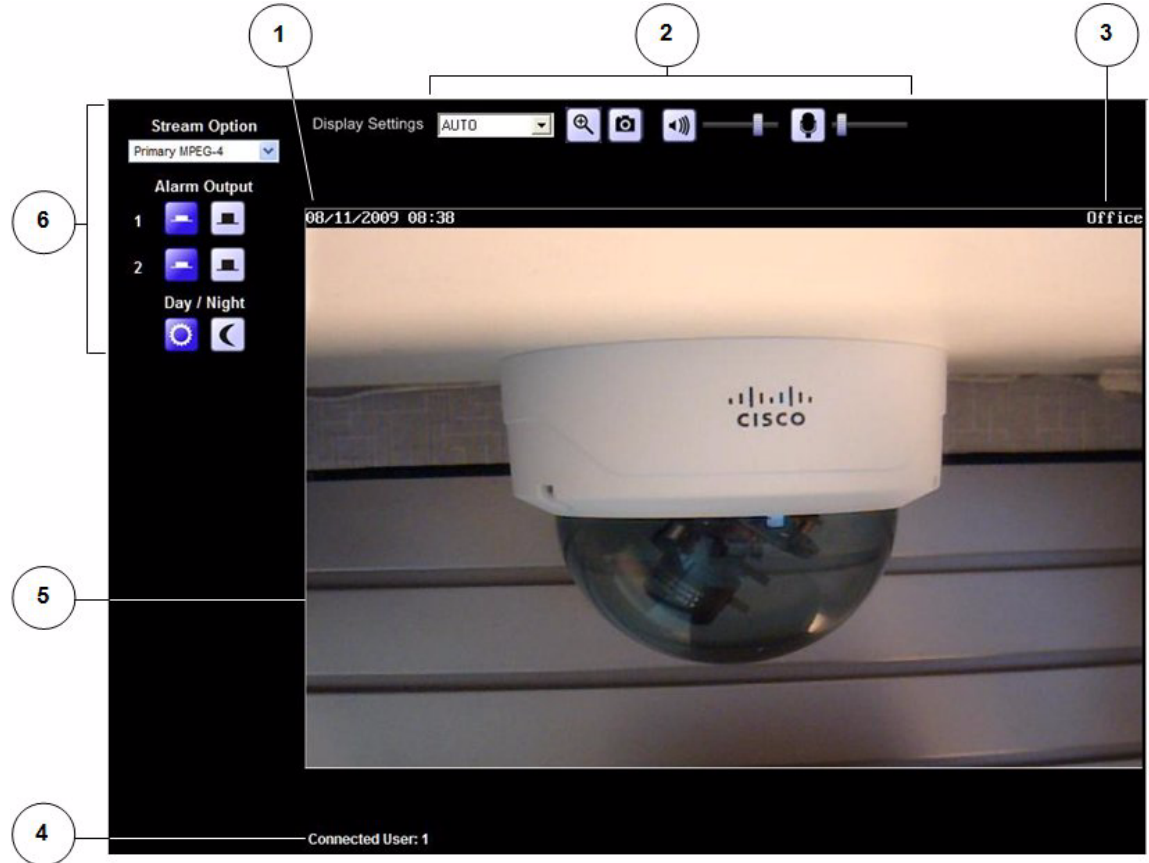 1
2
3
Stream Option
Display Settings AUTO
Primary MPEG-4
Alarm Output
6
1
08/11/2009 08:38 Office
2
Day / Night
CISCO
5
4
Connected User: 1